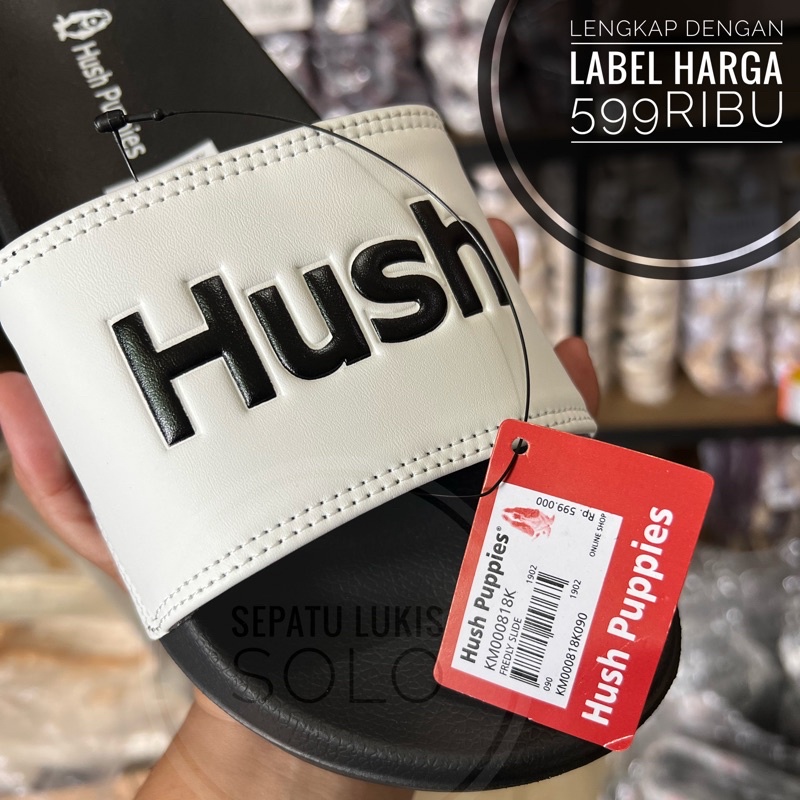 LENGKAP DENGAN
LABEL HARGA
599RIBU
Hush Puppies
Hush
Rp. 599.000
ONLINE SHOP
Hush Puppies®
KM000818K
1902
FREDLY SLIDE
1902
090
KM000818K090
Hush Puppies
SEPATU LUKIS
SOLO